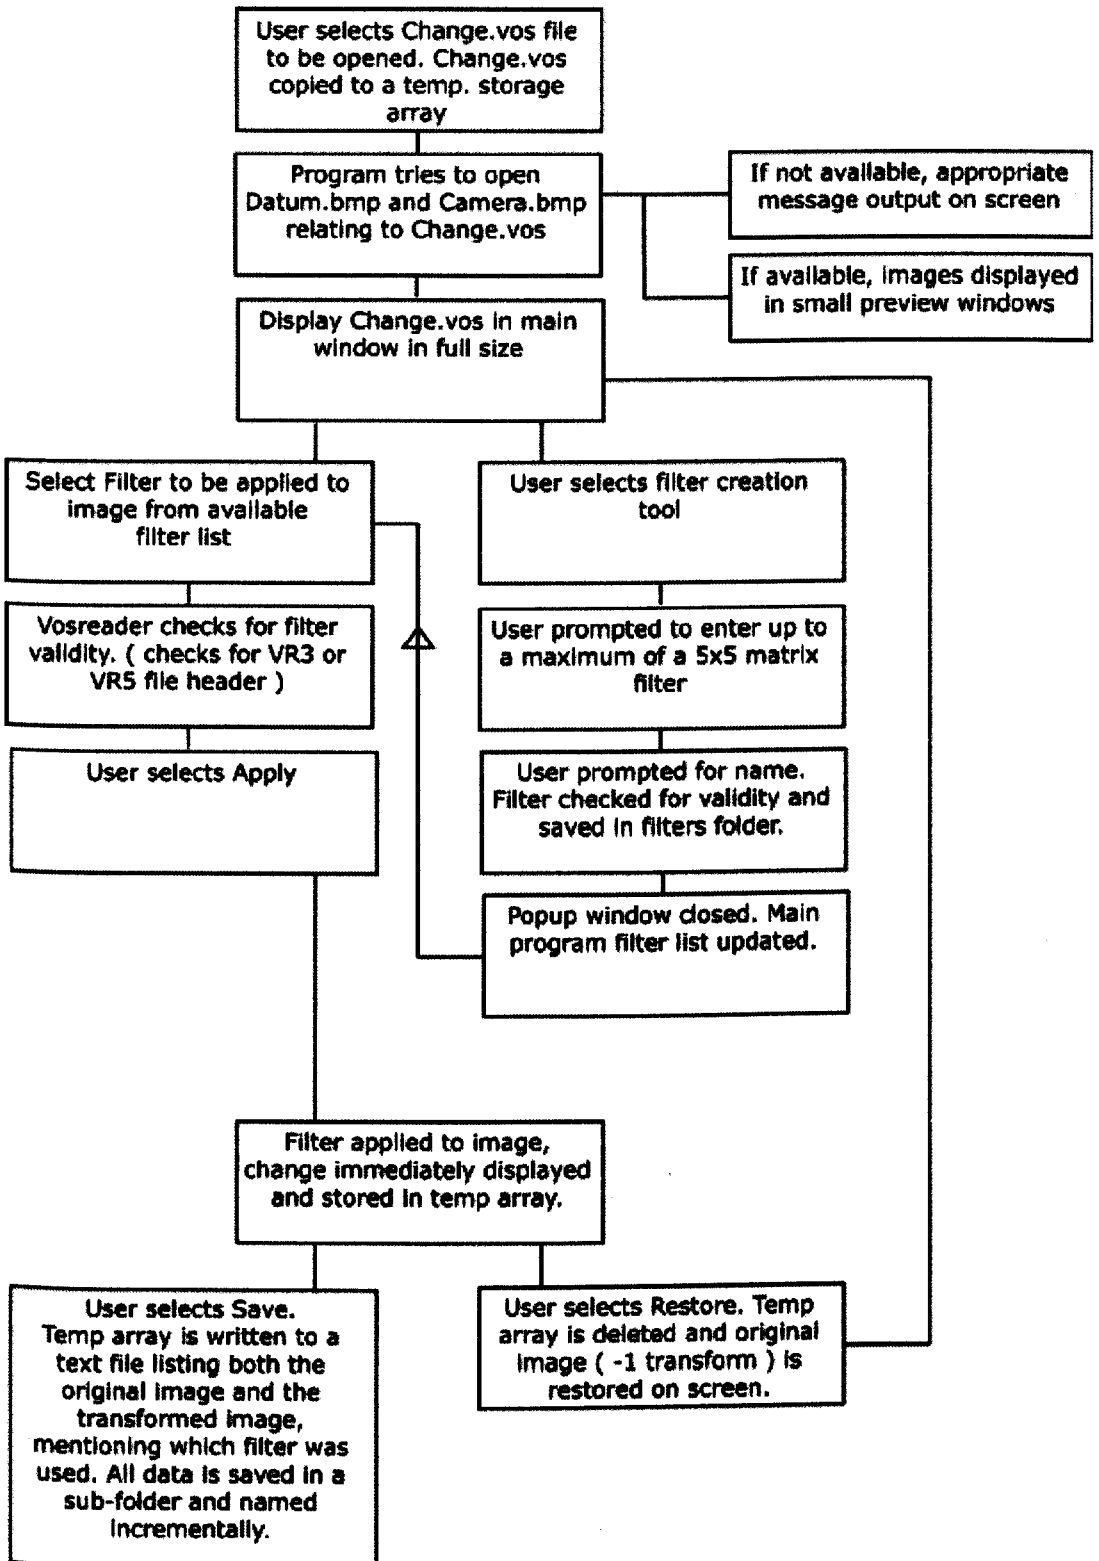 User selects Change.vos file
to be opened. Change.vos
copied to a temp. storage
array
Program tries to open
Datum.bmp and Camera.bmp
relating to Change.vos
If not available, appropriate
message output on screen
If available, images displayed
in small preview windows
Display Change.vos in main
window in full size
Select Filter to be applied to
image from available
filter list
User selects filter creation
tool
Vosreader checks for filter
validity. ( checks for VR3 or
VR5 file header )
User prompted to enter up to
a maximum of a 5x5 matrix
filter
User selects Apply
User prompted for name.
Filter checked for validity and
saved in filters folder.
Popup window closed. Main
program filter list updated.
Filter applied to image,
change immediately displayed
and stored in temp array.
User selects Save.
Temp array is written to a
text file listing both the
original image and the
transformed image,
mentioning which filter was
used. All data is saved in a
sub-folder and named
incrementally.
User selects Restore. Temp
array is deleted and original
image ( -1 transform ) is
restored on screen.